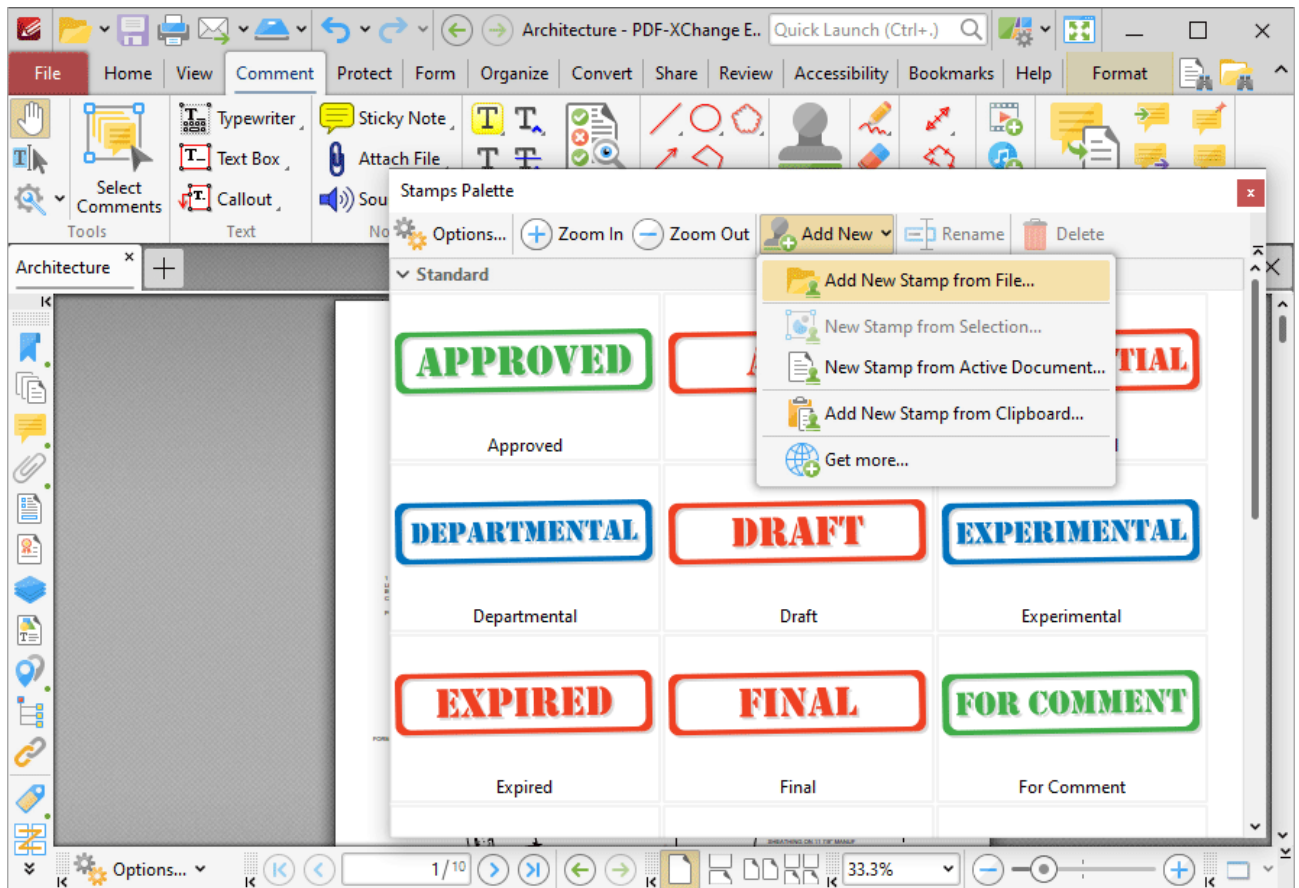 Architecture - PDF-XChange E..
Quick Launch (Ctrl+.)
File Home View Comment Protect Form Organize Convert Share Review Accessibility Bookmarks Help Format
Typewriter
Sticky Note
Text Box
Attach File
Select
Comments
Callout
Sou
Tools
Text
No
Stamps Palette
x
Options... Zoom In Zoom Out Add New Rename Delete
Architecture
Standard
Add New Stamp from File...
New Stamp from Selection...
New Stamp from Active Document...
Add New Stamp from Clipboard...
Get more...
APPROVED
TIAL
Approved
DEPARTMENTAL
DRAFT
EXPERIMENTAL
Departmental
Draft
Experimental
EXPIRED
FINAL
FOR COMMENT
Expired
Final
For Comment
Options...
1/10
33.3%